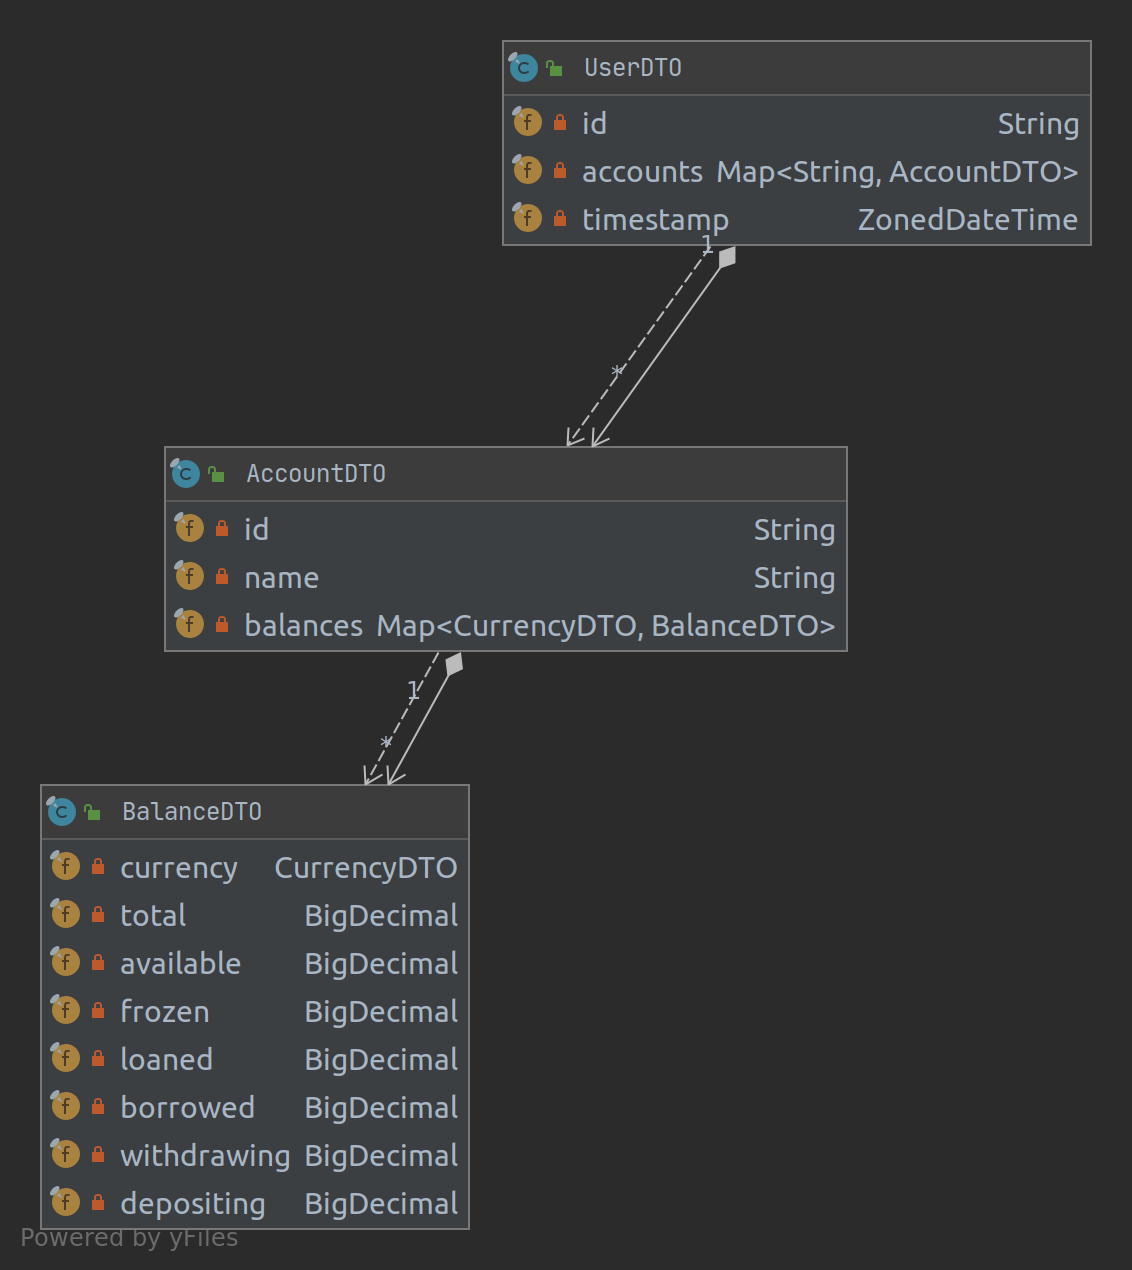 UserDTO
id String
accounts Map<String, AccountDTO>
timestamp ZonedDateTime
1
*
AccountDTO
id String
name String
balances Map<CurrencyDTO, BalanceDTO>
1
*
BalanceDTO
currency CurrencyDTO
total BigDecimal
available BigDecimal
frozen BigDecimal
loaned BigDecimal
borrowed BigDecimal
withdrawing BigDecimal
depositing BigDecimal
Powered by yFiles